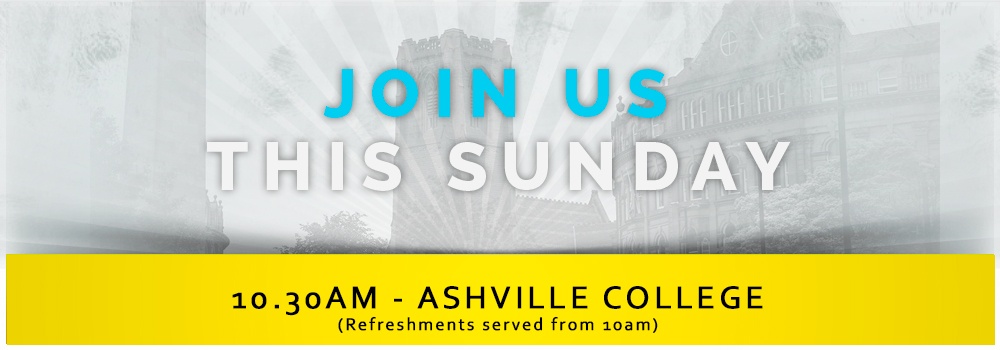 JOIN US
THIS SUNDAY
10.30AM - ASHVILLE COLLEGE
(Refreshments served from 10am)